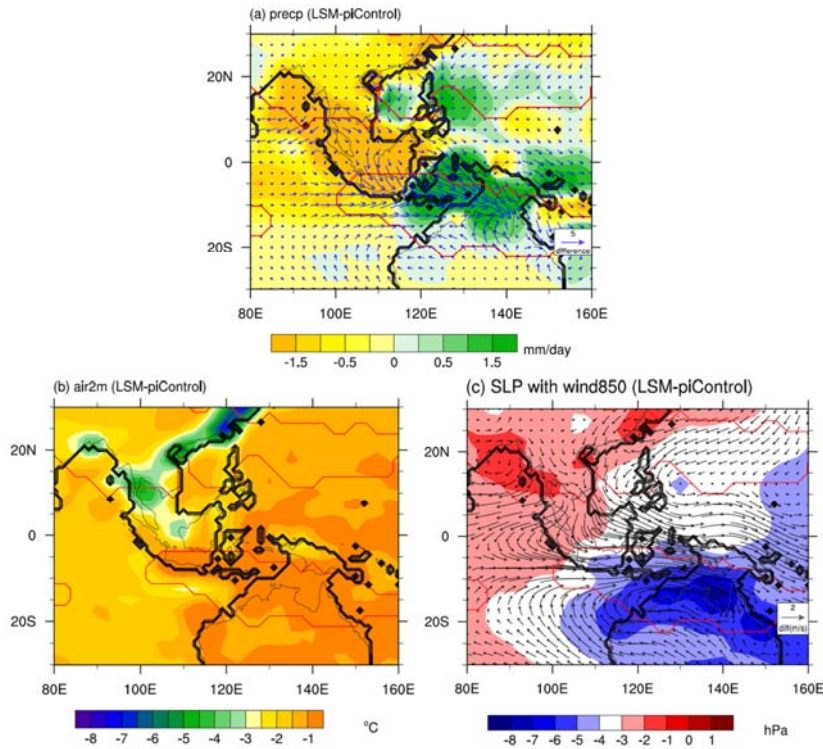 (a) precp (LSM-piControl)
20N
0
20S
5
difference
80E 100E 120E 140E 160E
-1.5 -0.5 0 0.5 1.5 mm/day
(b) air2m (LSM-piControl)
20N
0
20S
80E 100E 120E 140E 160E
-8 -7 -6 -5 -4 -3 -2 -1
°C
(c) SLP with wind850 (LSM-piControl)
20N
0
20S
2
diff(m/s)
80E 100E 120E 140E 160E
-8 -6 -5 -4 -3 -2 -1 0 1
hPa